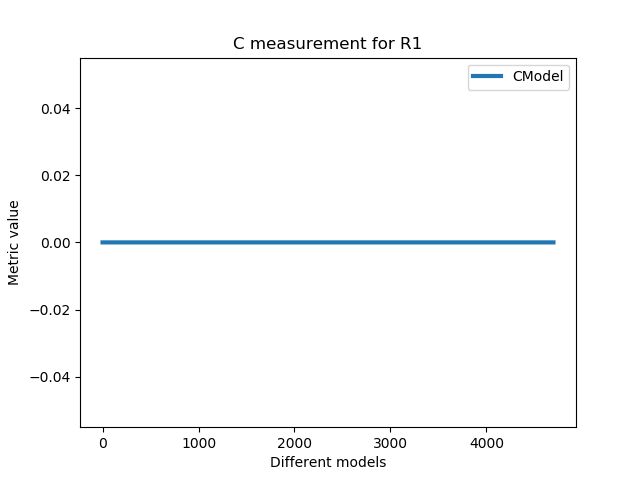 C measurement for R1
CModel
0.04
0.02
0.00
−0.02
−0.04
Metric value
0 1000 2000 3000 4000
Different models